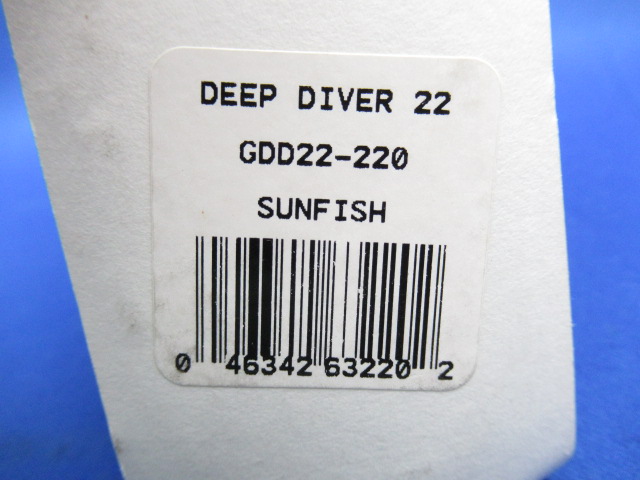 DEEP DIVER 22
GDD22-220
SUNFISH
0 46342 63220 2